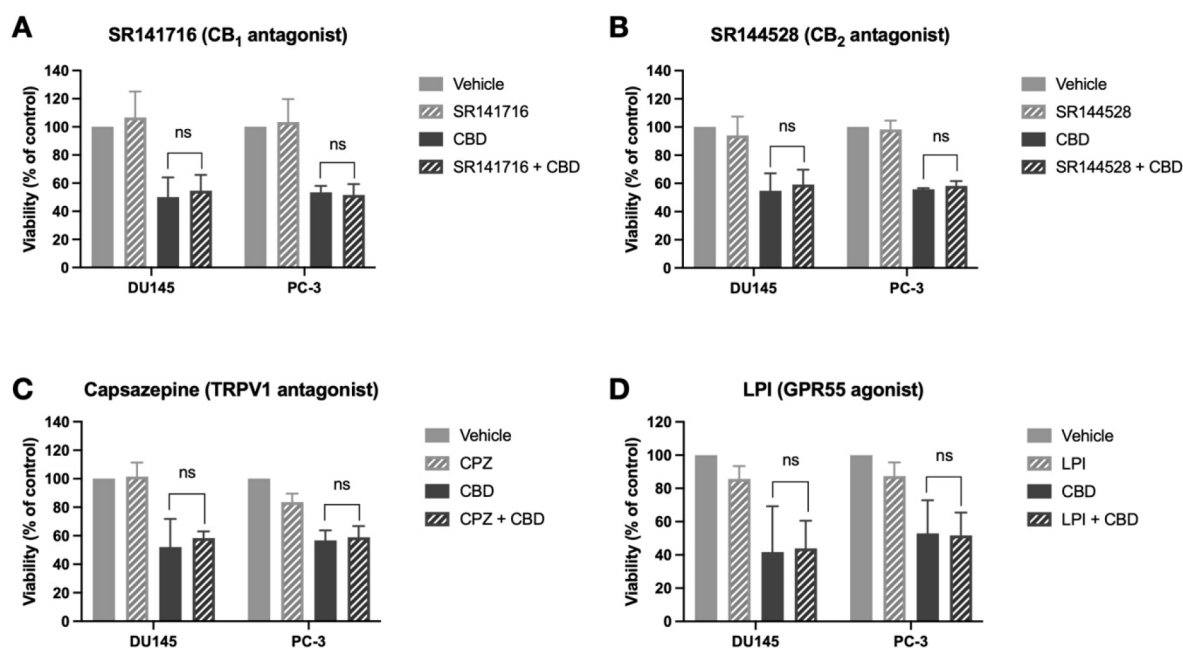 A
SR141716 (CB1 antagonist)
Viability (% of control)
140
120
100
80
60
40
20
0
ns
ns
DU145
PC-3
Vehicle
SR141716
CBD
SR141716 + CBD
B
SR144528 (CB2 antagonist)
Viability (% of control)
140
120
100
80
60
40
20
0
ns
ns
DU145
PC-3
Vehicle
SR144528
CBD
SR144528 + CBD
C
Capsazepine (TRPV1 antagonist)
Viability (% of control)
140
120
100
80
60
40
20
0
ns
ns
DU145
PC-3
Vehicle
CPZ
CBD
CPZ + CBD
D
LPI (GPR55 agonist)
Viability (% of control)
120
100
80
60
40
20
0
ns
ns
DU145
PC-3
Vehicle
LPI
CBD
LPI + CBD